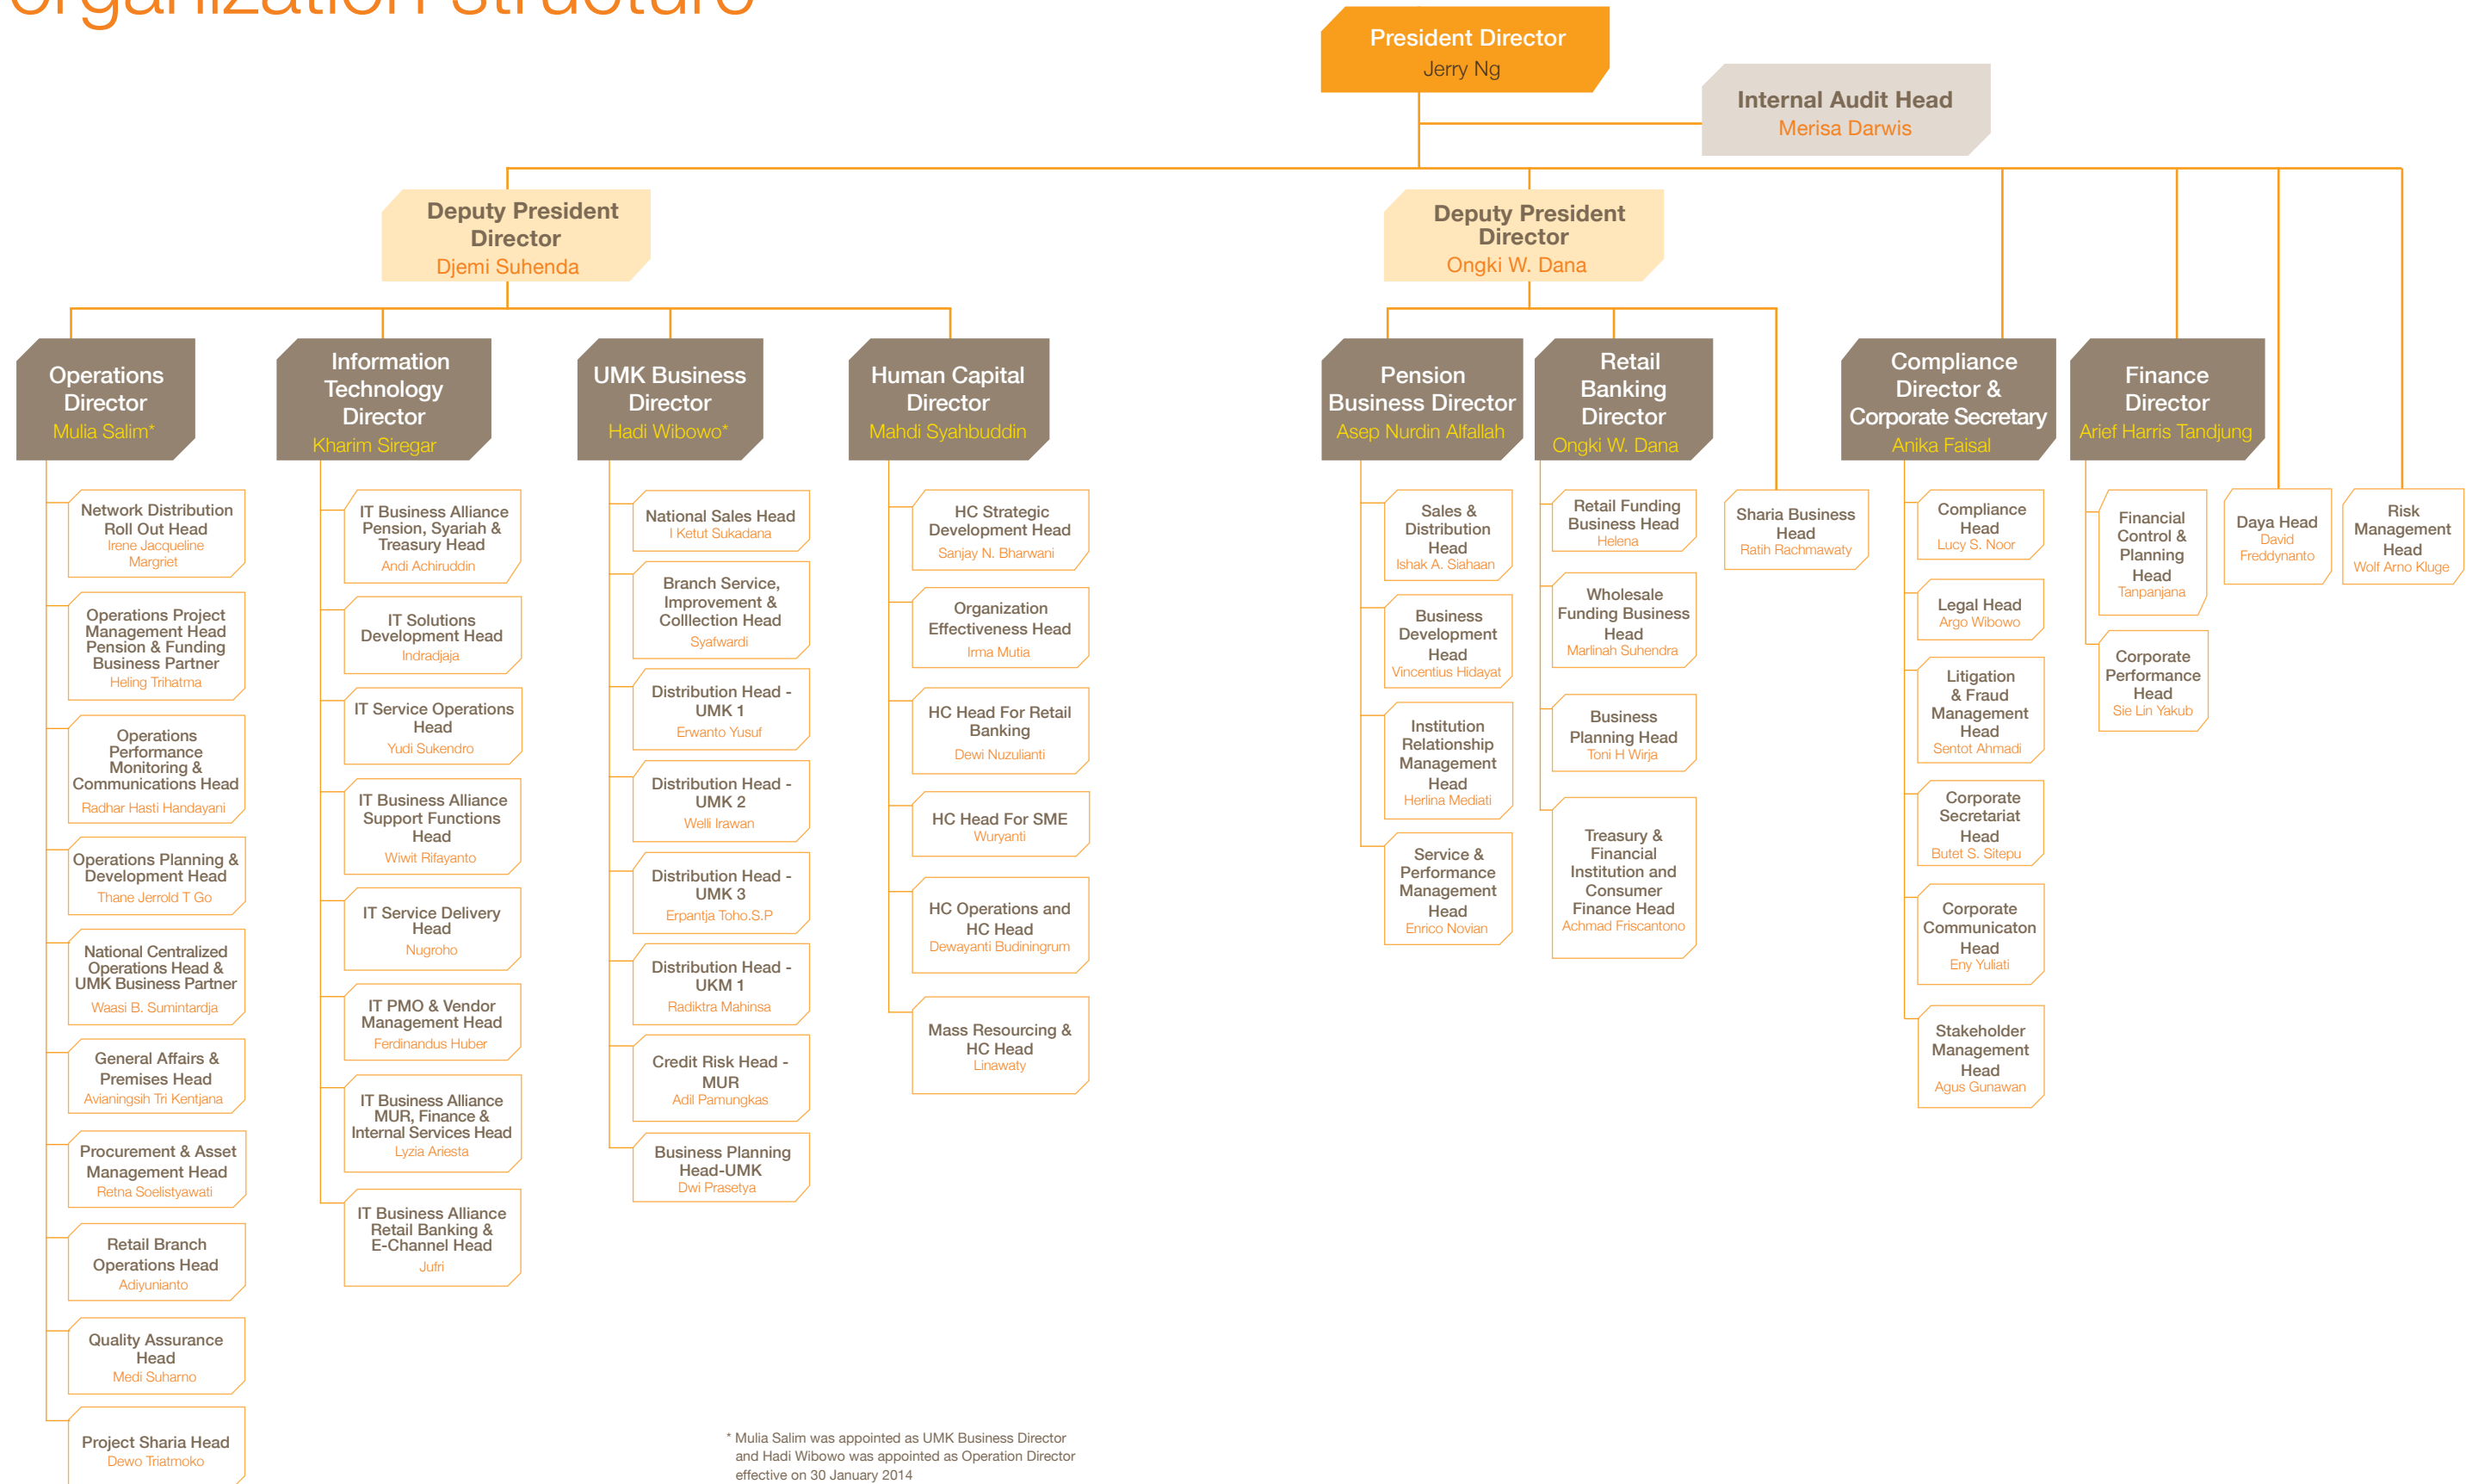 organization structure
President Director
Jerry Ng
Internal Audit Head
Merisa Darwis
Deputy President
Director
Djemi Suhenda
Deputy President
Director
Ongki W. Dana
Operations
Director
Mulia Salim*
Network Distribution
Roll Out Head
Irene Jacqueline
Margriet
Operations Project
Management Head
Pension & Funding
Business Partner
Heling Trihatma
Operations
Performance
Monitoring &
Communications Head
Radhar Hasti Handayani
Operations Planning &
Development Head
Thane Jerrold T Go
National Centralized
Operations Head &
UMK Business Partner
Waasi B. Sumintardja
General Affairs &
Premises Head
Avianingsih Tri Kentjana
Procurement & Asset
Management Head
Retna Soelistyawati
Retail Branch
Operations Head
Adiyunianto
Quality Assurance
Head
Medi Suharno
Project Sharia Head
Dewo Triatmoko
Information
Technology
Director
Kharim Siregar
IT Business Alliance
Pension, Syariah &
Treasury Head
Andi Achiruddin
IT Solutions
Development Head
Indradjaja
IT Service Operations
Head
Yudi Sukendro
IT Business Alliance
Support Functions
Head
Wiwit Rifayanto
IT Service Delivery
Head
Nugroho
IT PMO & Vendor
Management Head
Ferdinandus Huber
IT Business Alliance
MUR, Finance &
Internal Services Head
Lyzia Ariesta
IT Business Alliance
Retail Banking &
E-Channel Head
Jufri
UMK Business
Director
Hadi Wibowo*
National Sales Head
I Ketut Sukadana
Branch Service,
Improvement &
Colllection Head
Syafwardi
Distribution Head -
UMK 1
Erwanto Yusuf
Distribution Head -
UMK 2
Welli Irawan
Distribution Head -
UMK 3
Erpantja Toho.S.P
Distribution Head -
UKM 1
Radiktra Mahinsa
Credit Risk Head -
MUR
Adil Pamungkas
Business Planning
Head-UMK
Dwi Prasetya
Human Capital
Director
Mahdi Syahbuddin
HC Strategic
Development Head
Sanjay N. Bharwani
Organization
Effectiveness Head
Irma Mutia
HC Head For Retail
Banking
Dewi Nuzulianti
HC Head For SME
Wuryanti
HC Operations and
HC Head
Dewayanti Budiningrum
Mass Resourcing &
HC Head
Linawaty
Pension
Business Director
Asep Nurdin Alfallah
Sales &
Distribution
Head
Ishak A. Siahaan
Business
Development
Head
Vincentius Hidayat
Institution
Relationship
Management
Head
Herlina Mediati
Service &
Performance
Management
Head
Enrico Novian
Retail
Banking
Director
Ongki W. Dana
Retail Funding
Business Head
Helena
Wholesale
Funding Business
Head
Marlinah Suhendra
Business
Planning Head
Toni H Wirja
Treasury &
Financial
Institution and
Consumer
Finance Head
Achmad Friscantono
Sharia Business
Head
Ratih Rachmawaty
Compliance
Director &
Corporate Secretary
Anika Faisal
Compliance
Head
Lucy S. Noor
Legal Head
Argo Wibowo
Litigation
& Fraud
Management
Head
Sentot Ahmadi
Corporate
Secretariat
Head
Butet S. Sitepu
Corporate
Communicaton
Head
Eny Yuliati
Stakeholder
Management
Head
Agus Gunawan
Finance
Director
Arief Harris Tandjung
Financial
Control &
Planning
Head
Tanpanjana
Corporate
Performance
Head
Sie Lin Yakub
Daya Head
David
Freddynanto
Risk
Management
Head
Wolf Arno Kluge
* Mulia Salim was appointed as UMK Business Director
and Hadi Wibowo was appointed as Operation Director
effective on 30 January 2014